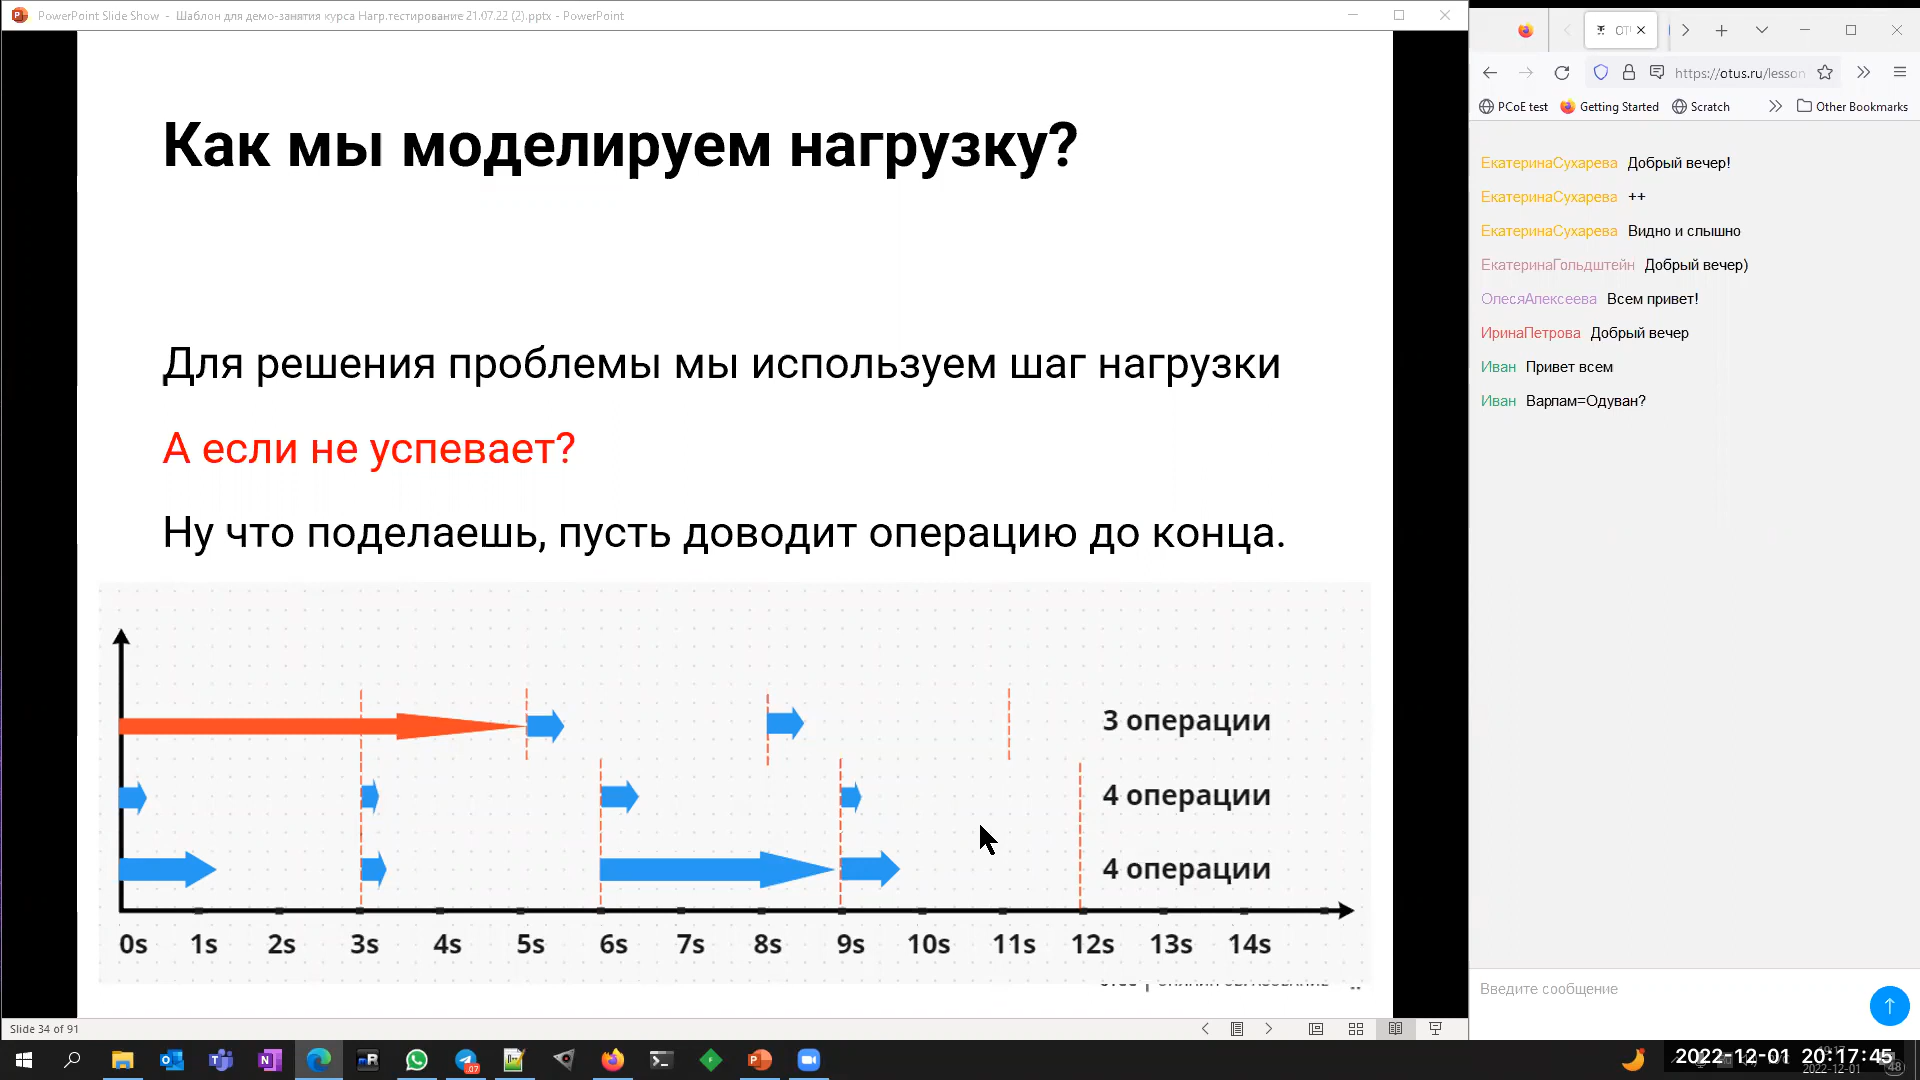 PowerPoint Slide Show - Шаблон для демо-занятия курса Нагр.тестирование 21.07.22 (2).pptx - PowerPoint
Как мы моделируем нагрузку?
Для решения проблемы мы используем шаг нагрузки
А если не успевает?
Ну что поделаешь, пусть доводит операцию до конца.
3 операции
4 операции
4 операции
0s 1s 2s 3s 4s 5s 6s 7s 8s 9s 10s 11s 12s 13s 14s
Slide 34 of 91
https://otus.ru/lesson
PCoE test Getting Started Scratch Other Bookmarks
ЕкатеринаСухарева Добрый вечер!
ЕкатеринаСухарева ++
ЕкатеринаСухарева Видно и слышно
ЕкатеринаГольдштейн Добрый вечер)
ОлесяАлексеева Всем привет!
ИринаПетрова Добрый вечер
Иван Привет всем
Иван Варлам=Одуван?
Введите сообщение
2022-12-01 20:17:45
2022-12-01